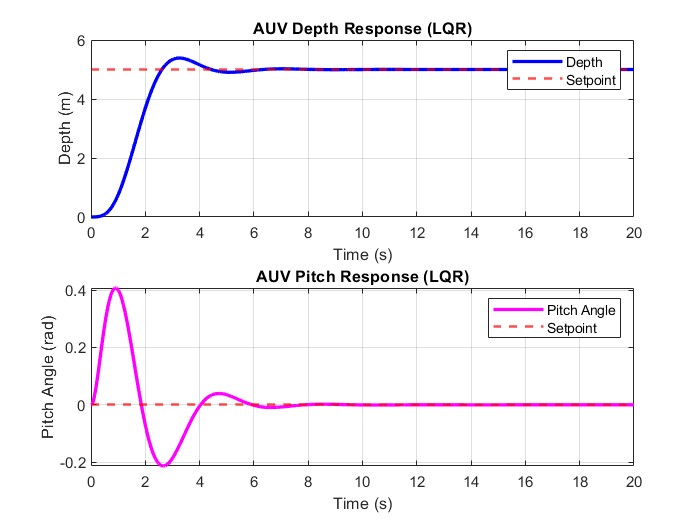 AUV Depth Response (LQR)
6
4
2
0
Depth (m)
Depth
Setpoint
0 2 4 6 8 10 12 14 16 18 20
Time (s)
AUV Pitch Response (LQR)
0.4
0.2
0
-0.2
Pitch Angle (rad)
Pitch Angle
Setpoint
0 2 4 6 8 10 12 14 16 18 20
Time (s)